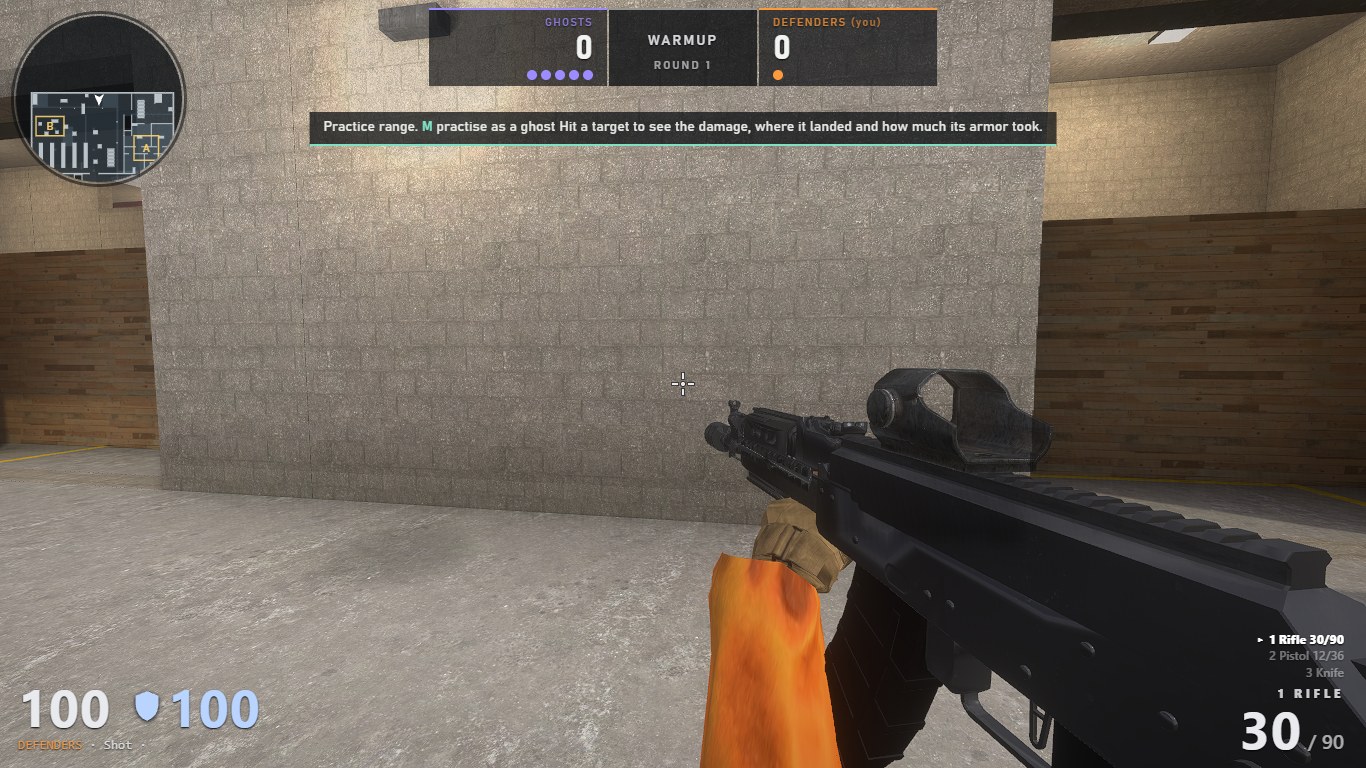 GHOSTS
0
WARMUP
ROUND 1
DEFENDERS (you)
0
Practice range. M practise as a ghost Hit a target to see the damage, where it landed and how much its armor took.
B
A
▸ 1 Rifle 30/90
2 Pistol 12/36
3 Knife
1 RIFLE
30 / 90
100 100
DEFENDERS · Shot ·